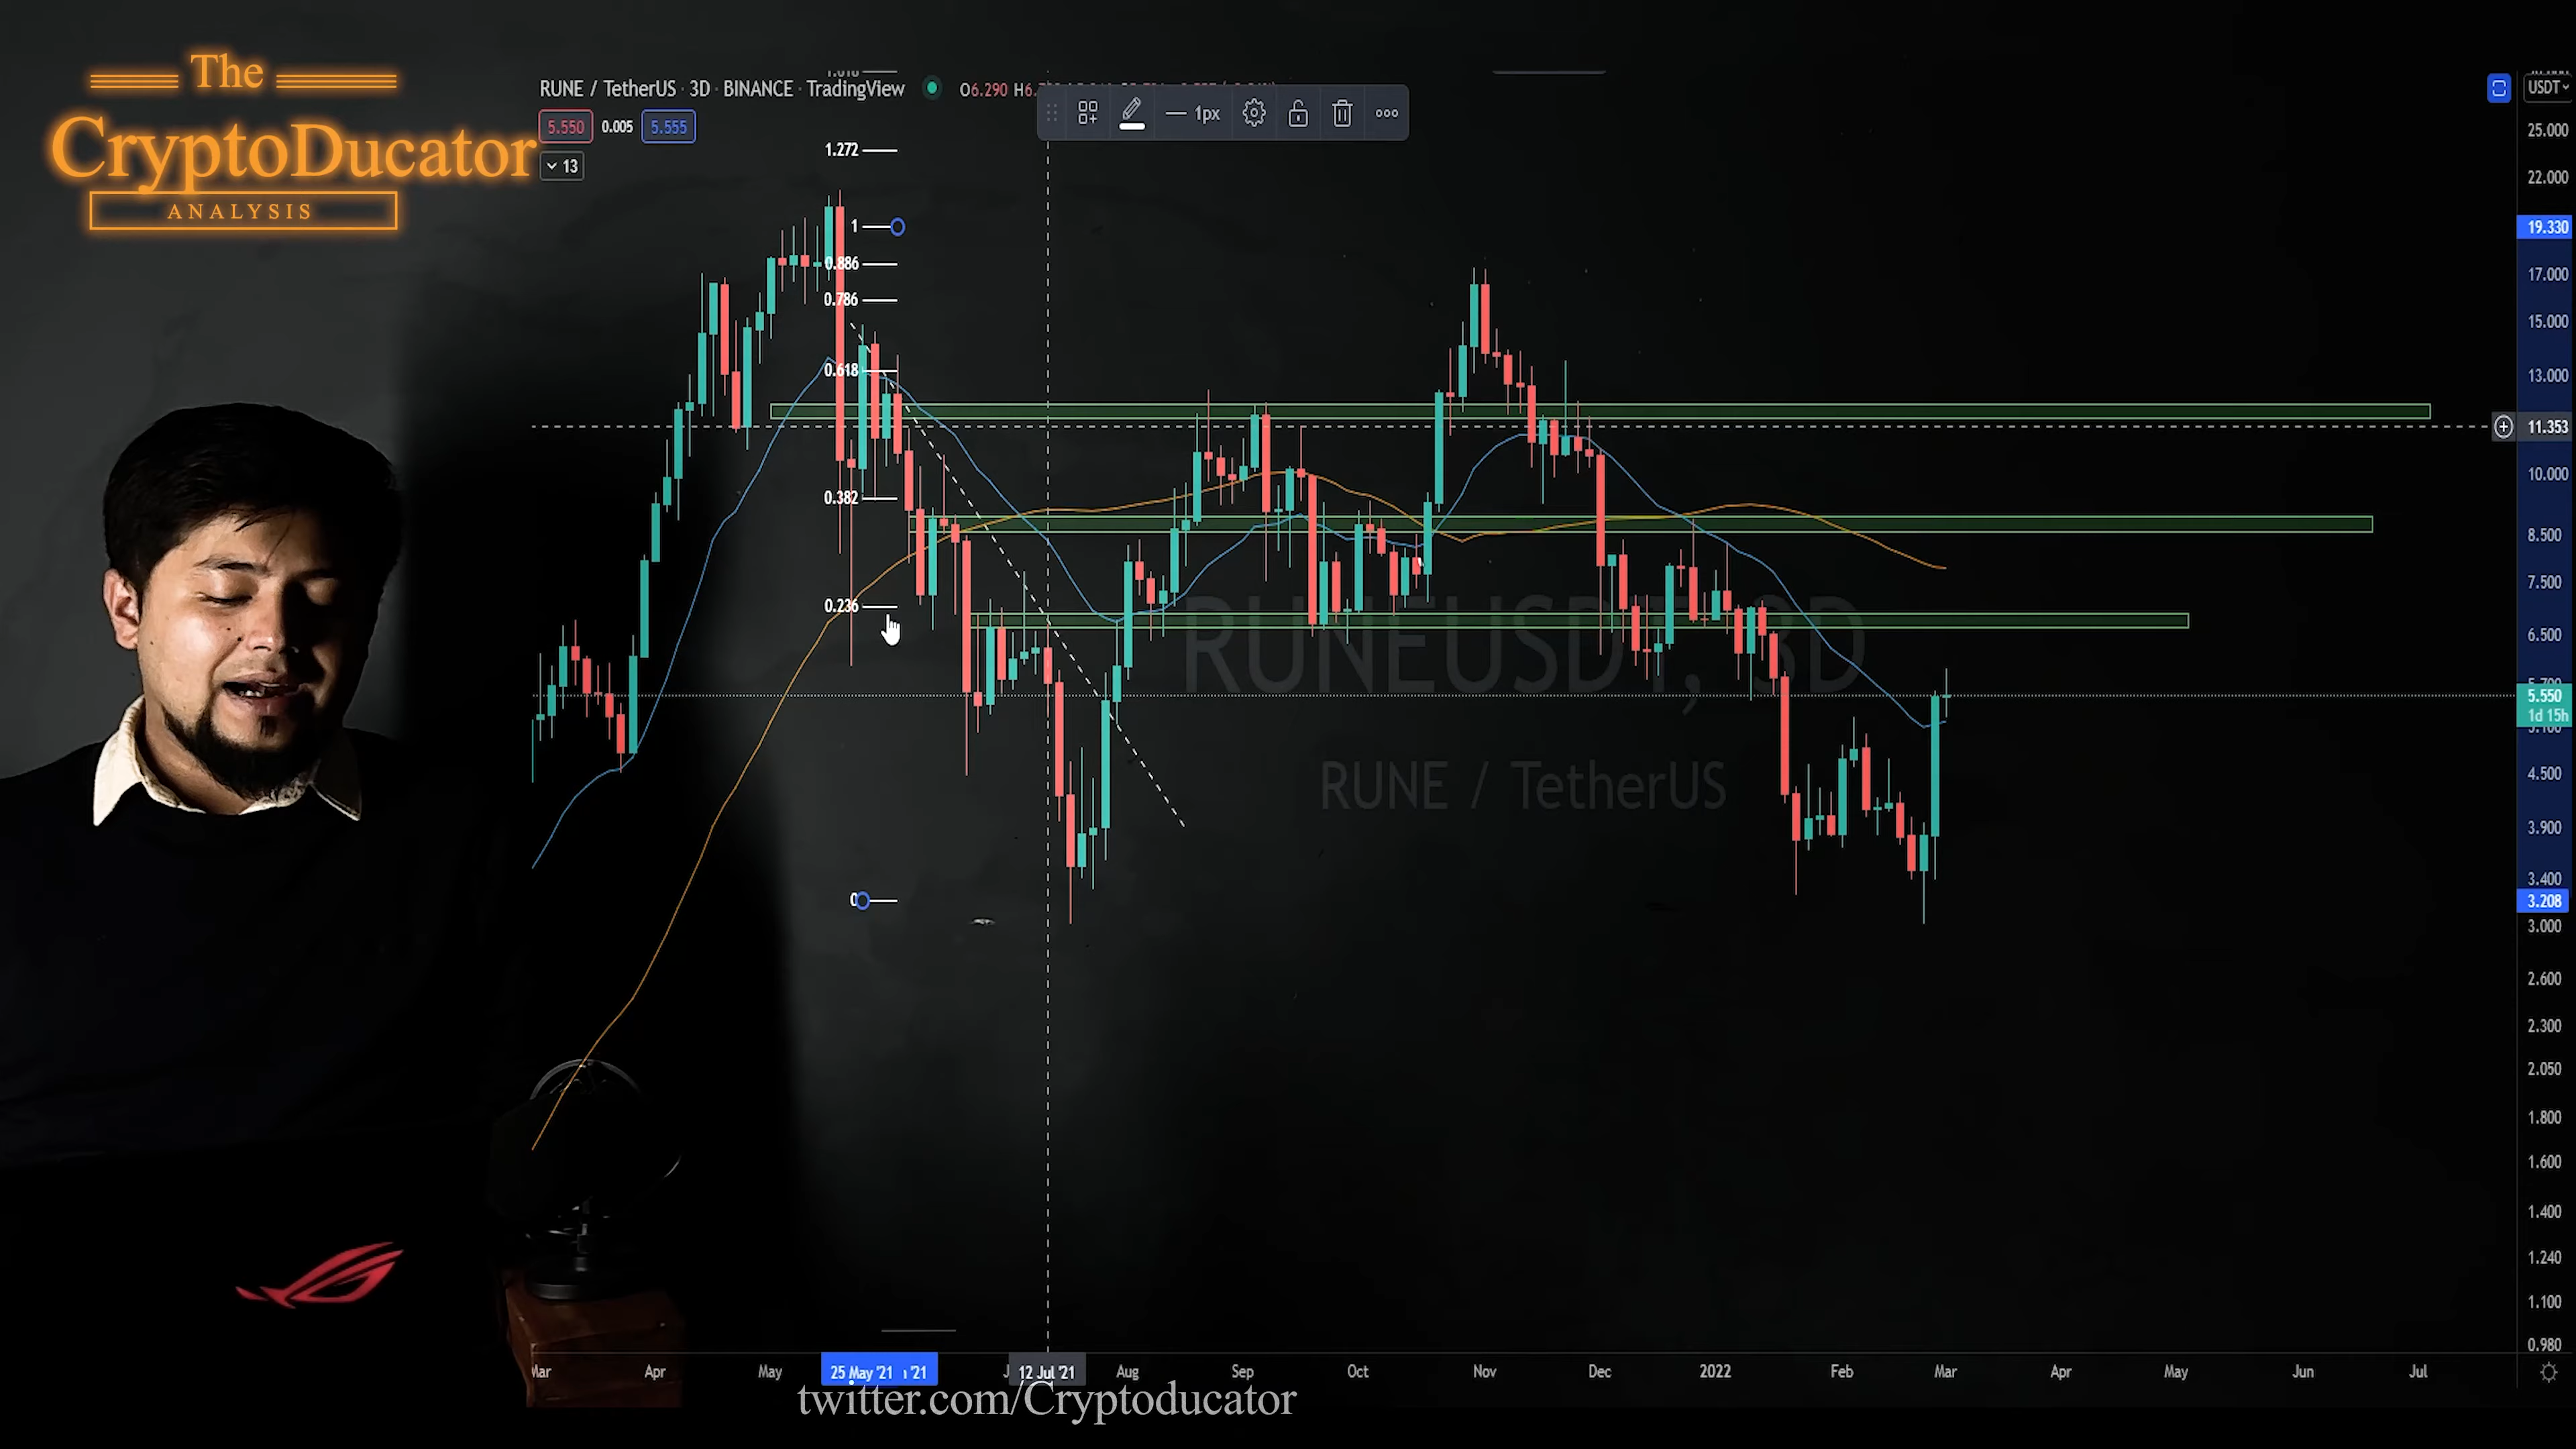 The
CryptoDucator
ANALYSIS
RUNE / TetherUS · 3D · BINANCE · TradingView
O6.290 H6.
5.550 0.005 5.555
13
1px
USDT
1.272
1
0.886
0.786
0.618
0.382
0.236
0
25.000
22.000
19.330
17.000
15.000
13.000
11.353
10.000
8.500
7.500
6.500
5.550
1d 15h
4.500
3.900
3.400
3.208
3.000
2.600
2.300
2.050
1.800
1.600
1.400
1.240
1.100
0.980
RUNEUSDT, 3D
RUNE / TetherUS
Mar Apr May 25 May '21 '21 12 Jul '21 Aug Sep Oct Nov Dec 2022 Feb Mar Apr May Jun Jul
twitter.com/Cryptoducator